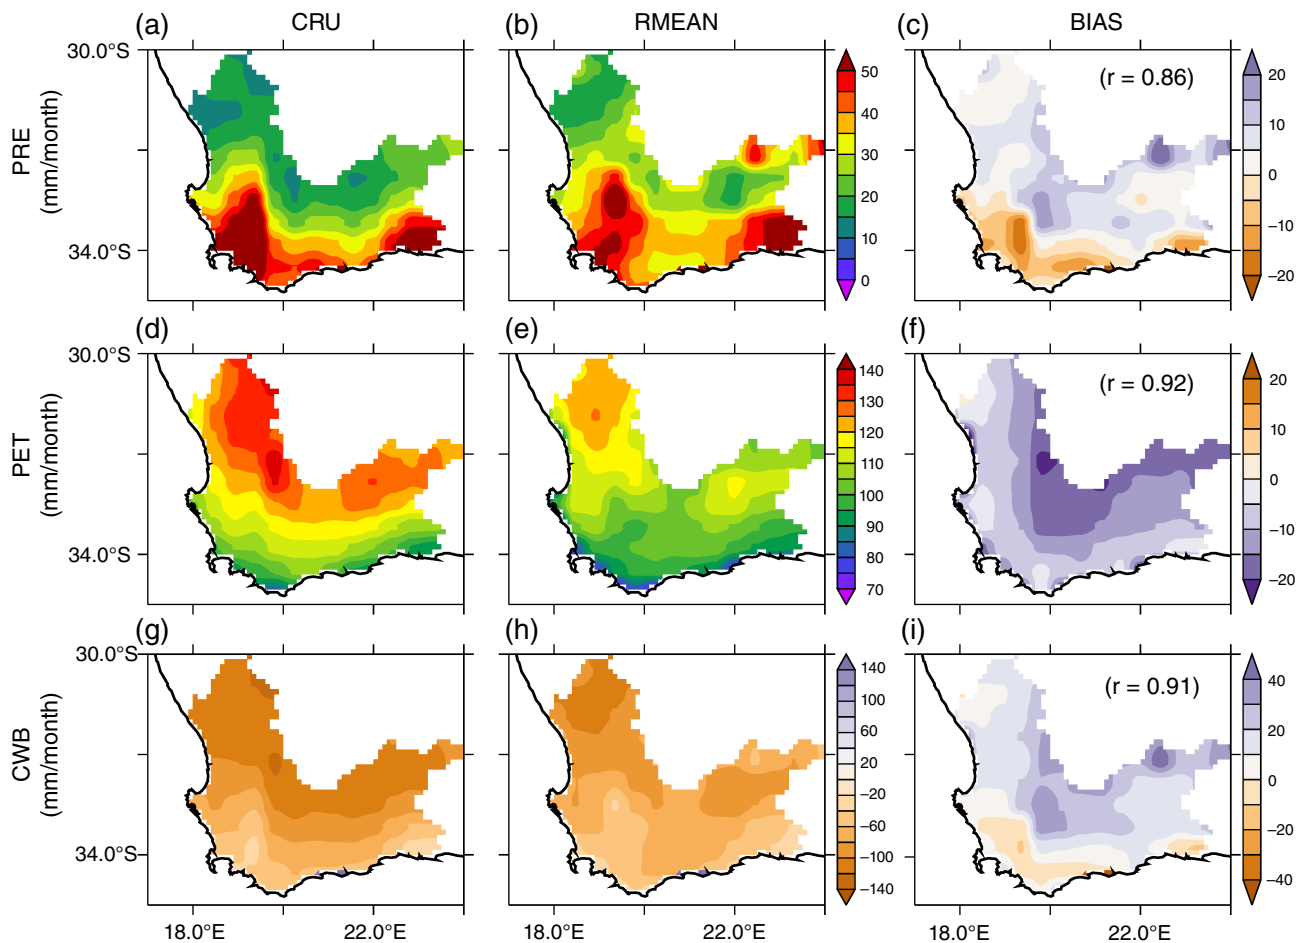 (a) CRU
(b) RMEAN
(c) BIAS
PRE
(mm/month)
30.0°S
34.0°S
50
40
30
20
10
0
(r = 0.86)
20
10
0
−10
−20
(d)
(e)
(f)
PET
(mm/month)
30.0°S
34.0°S
140
130
120
110
100
90
80
70
(r = 0.92)
20
10
0
−10
−20
(g)
(h)
(i)
CWB
(mm/month)
30.0°S
34.0°S
140
100
60
20
−20
−60
−100
−140
(r = 0.91)
40
20
0
−20
−40
18.0°E 22.0°E
18.0°E 22.0°E
18.0°E 22.0°E